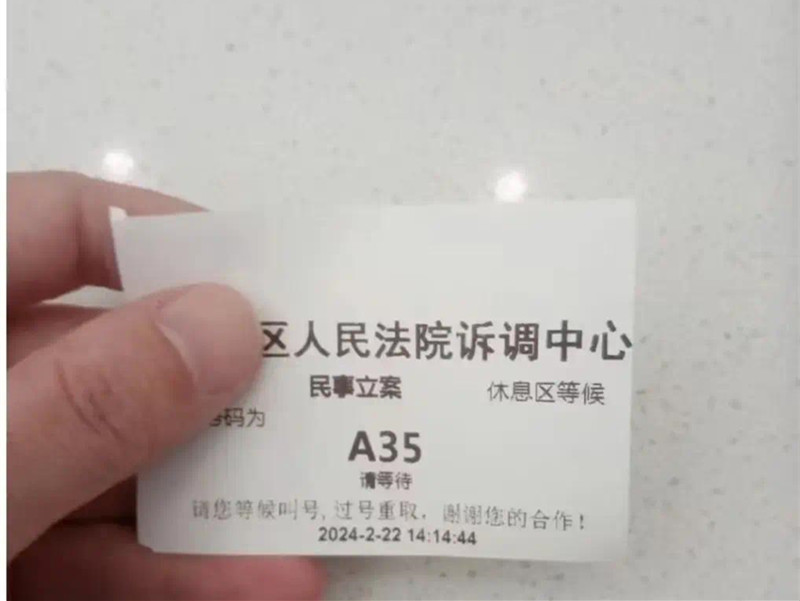 区人民法院诉调中心
民事立案 休息区等候
号码为
A35
请等待
请您等候叫号,过号重取，谢谢您的合作!
2024-2-22 14:14:44